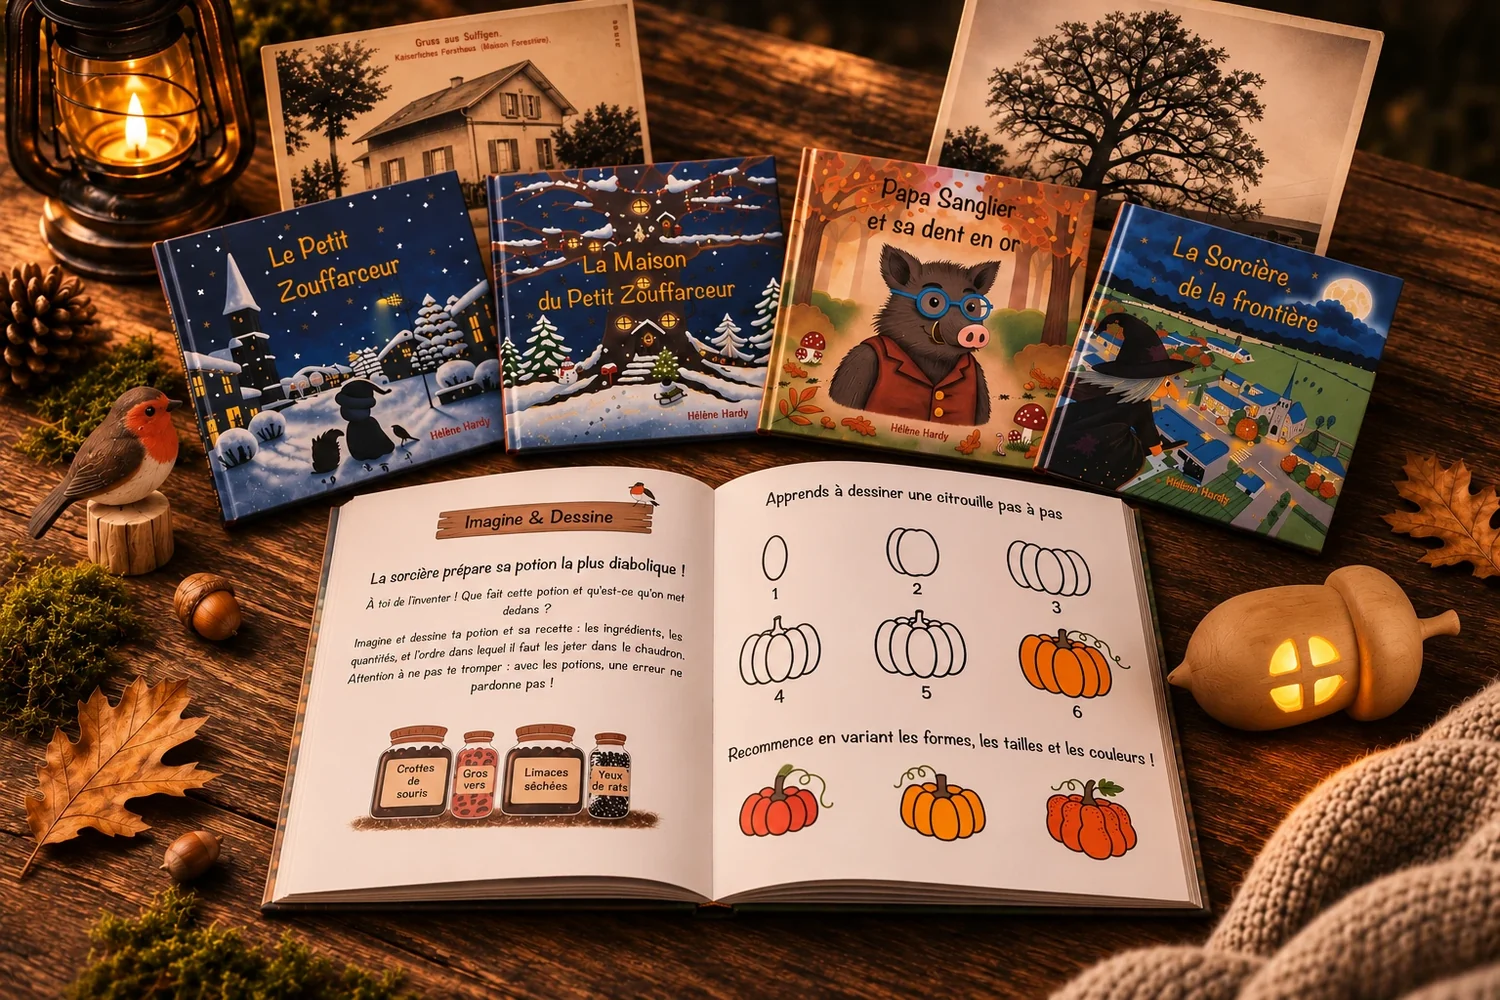 Gruss aus Sufftgen.
Kaiserliches Forsthaus (Maison Forestière).
Le Petit
Zouffarceur
Hélène Hardy
La Maison
du Petit Zouffarceur
Hélène Hardy
Papa Sanglier
et sa dent en or
Hélène Hardy
La Sorcière
de la frontière
Hélène Hardy
Imagine & Dessine
La sorcière prépare sa potion la plus diabolique !
À toi de l'inventer ! Que fait cette potion et qu'est-ce qu'on met
dedans ?
Imagine et dessine ta potion et sa recette : les ingrédients, les
quantités, et l'ordre dans lequel il faut les jeter dans le chaudron.
Attention à ne pas te tromper : avec les potions, une erreur ne
pardonne pas !
Crottes
de
souris
Gros
vers
Limaces
séchées
Yeux
de rats
Apprends à dessiner une citrouille pas à pas
1
2
3
4
5
6
Recommence en variant les formes, les tailles et les couleurs !